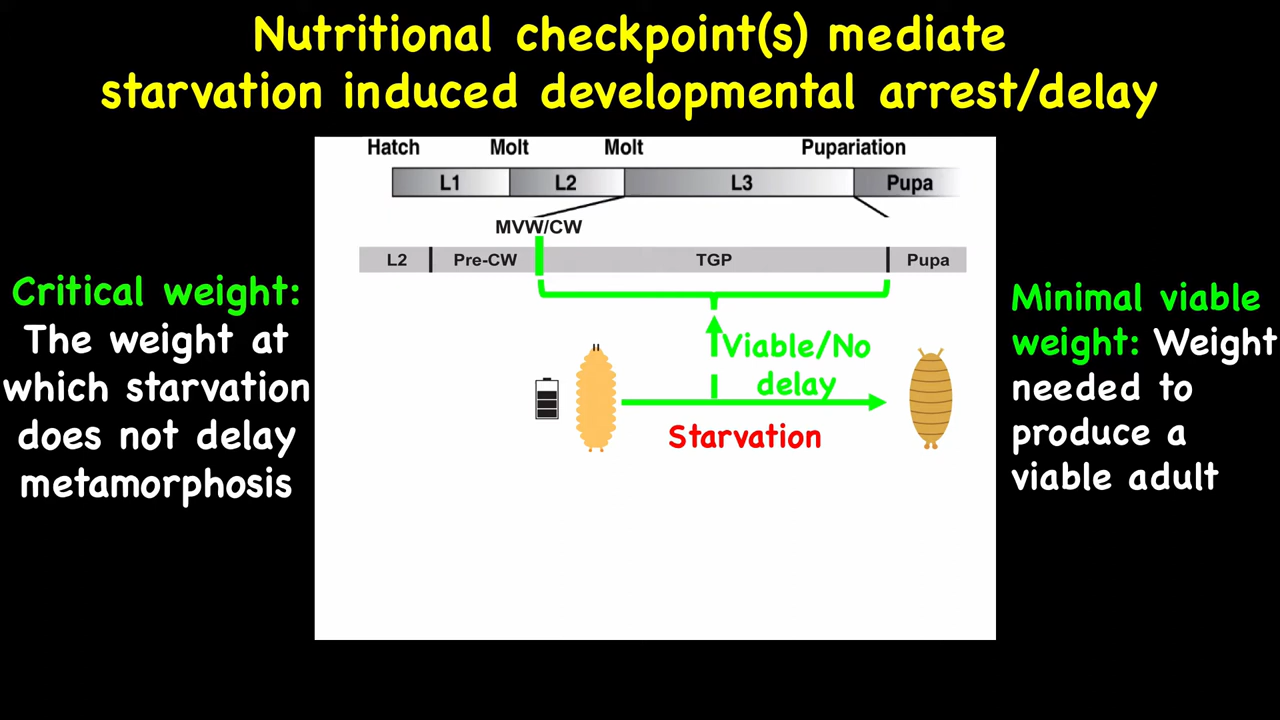 Nutritional checkpoint(s) mediate
starvation induced developmental arrest/delay
Hatch Molt Molt Pupariation
L1 L2 L3 Pupa
MVW/CW
L2 Pre-CW TGP Pupa
Critical weight:
The weight at
which starvation
does not delay
metamorphosis
Viable/No
delay
Starvation
Minimal viable
weight: Weight
needed to
produce a
viable adult